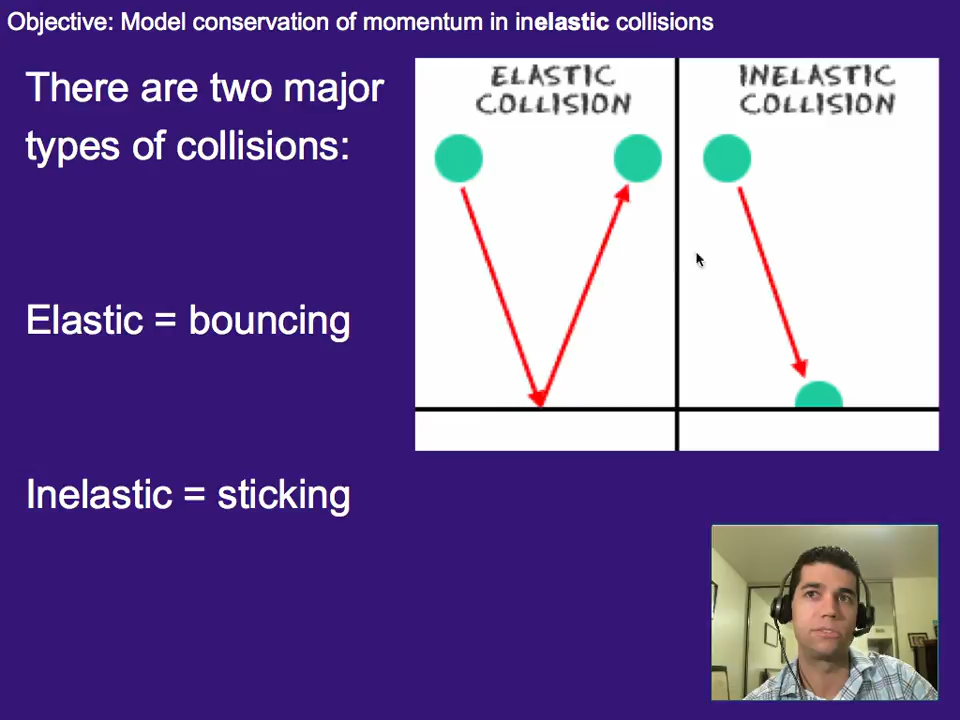 Objective: Model conservation of momentum in inelastic collisions
There are two major
types of collisions:
Elastic = bouncing
Inelastic = sticking
ELASTIC
COLLISION
INELASTIC
COLLISION